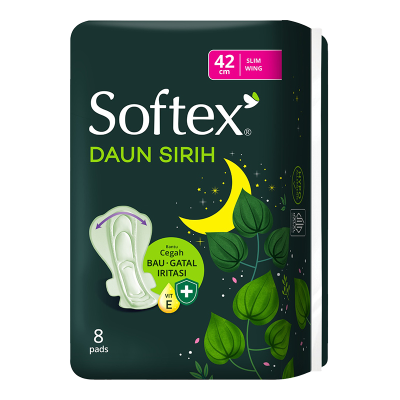 42
cm
SLIM
WING
Softex®
DAUN SIRIH
Bantu
Cegah
BAU · GATAL
IRITASI
VIT
E
8
pads